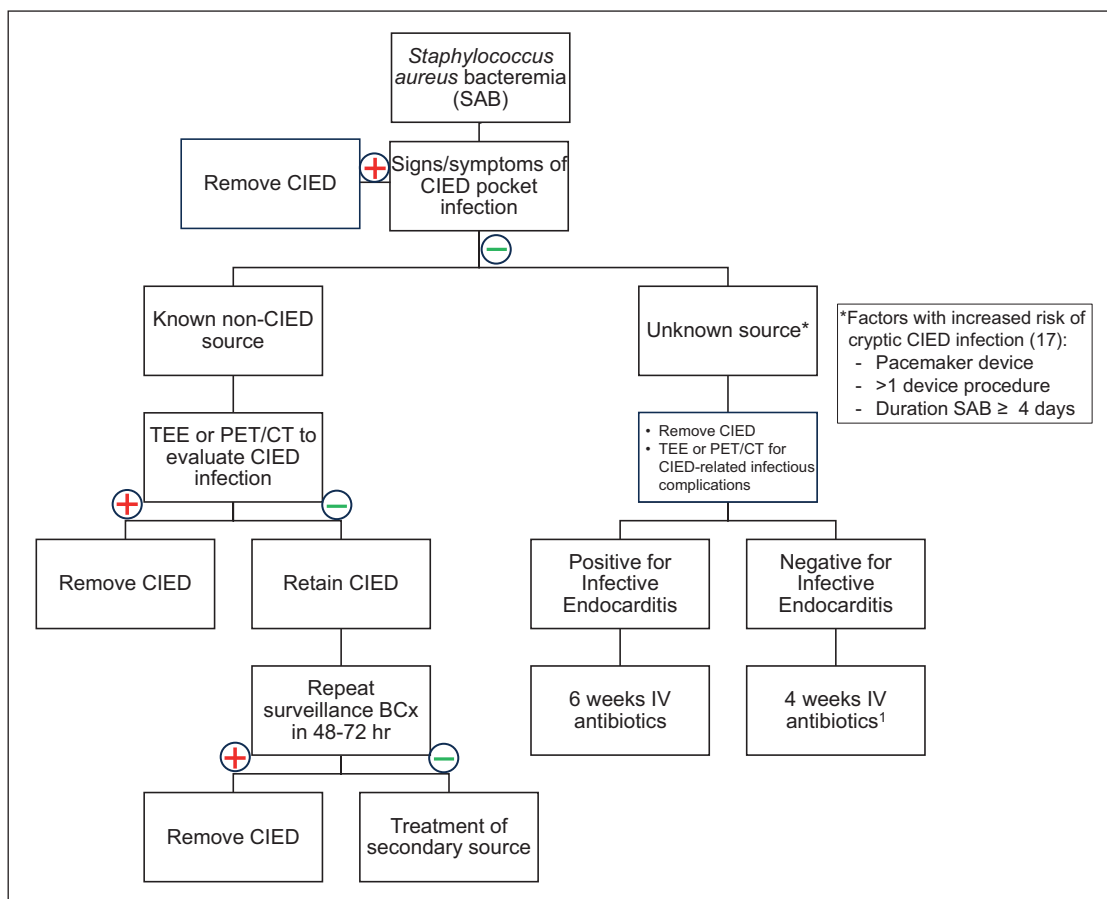 Staphylococcus
aureus bacteremia
(SAB)
Remove CIED
Signs/symptoms of
CIED pocket
infection
Known non-CIED
source
Unknown source*
*Factors with increased risk of
cryptic CIED infection (17):
- Pacemaker device
- >1 device procedure
- Duration SAB ≥ 4 days
TEE or PET/CT to
evaluate CIED
infection
• Remove CIED
• TEE or PET/CT for
CIED-related infectious
complications
Remove CIED
Retain CIED
Positive for
Infective
Endocarditis
Negative for
Infective
Endocarditis
Repeat
surveillance BCx
in 48-72 hr
6 weeks IV
antibiotics
4 weeks IV
antibiotics¹
Remove CIED
Treatment of
secondary source